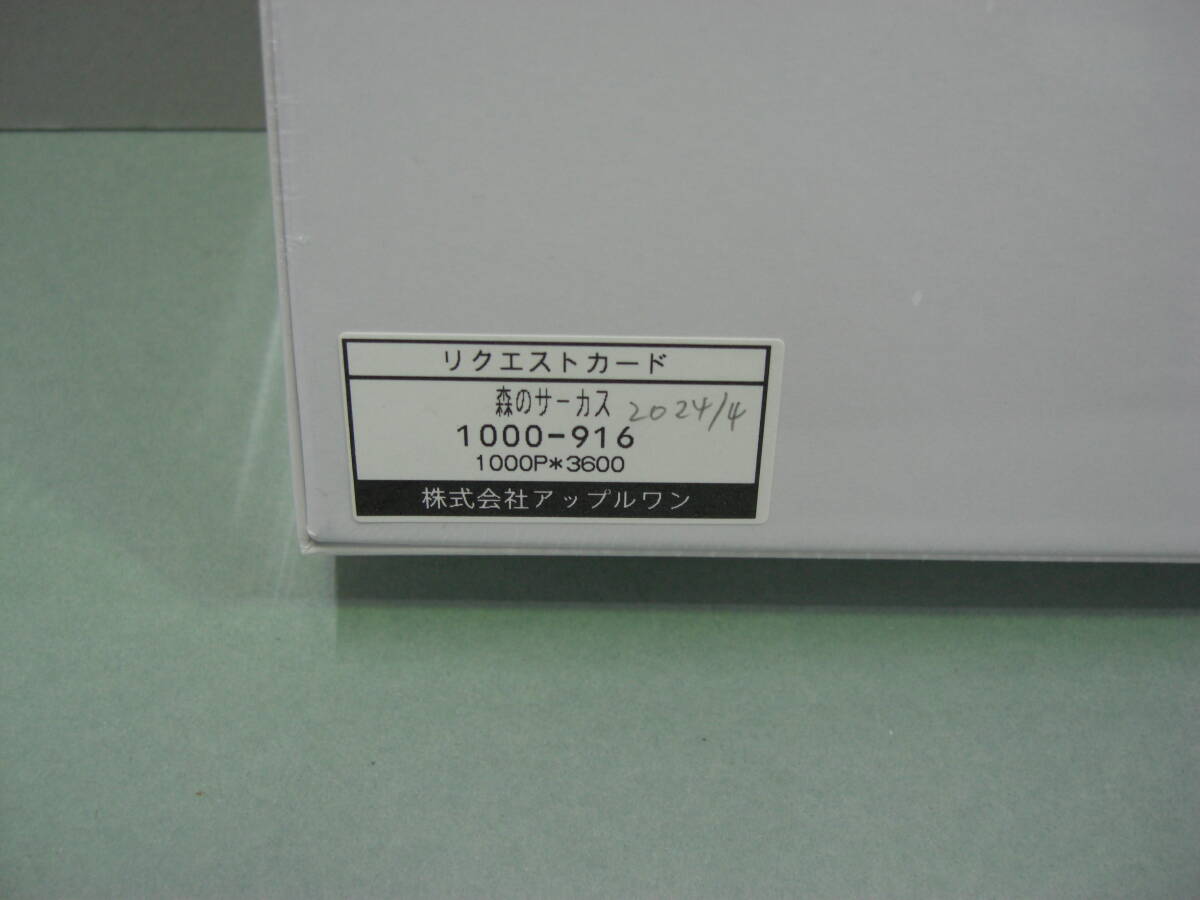 リクエストカード
森のサーカス 2024/4
1000-916
1000P*3600
株式会社アップルワン